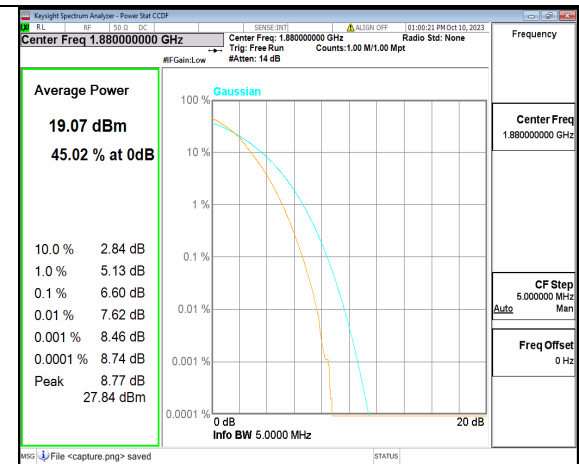 Keysight Spectrum Analyzer - Power Stat CCDF
RL RF 50 Ω DC SENSE:INT ALIGN OFF 01:00:21 PM Oct 10, 2023
Center Freq 1.880000000 GHz
Center Freq: 1.880000000 GHz Radio Std: None
Trig: Free Run Counts:1.00 M/1.00 Mpt
#IFGain:Low #Atten: 14 dB
Frequency
Average Power
19.07 dBm
45.02 % at 0dB
10.0 % 2.84 dB
1.0 % 5.13 dB
0.1 % 6.60 dB
0.01 % 7.62 dB
0.001 % 8.46 dB
0.0001 % 8.74 dB
Peak 8.77 dB
27.84 dBm
Gaussian
100 %
10 %
1 %
0.1 %
0.01 %
0.001 %
0.0001 %
0 dB 20 dB
Info BW 5.0000 MHz
Center Freq
1.880000000 GHz
CF Step
5.000000 MHz
Auto Man
Freq Offset
0 Hz
MSG File <capture.png> saved STATUS